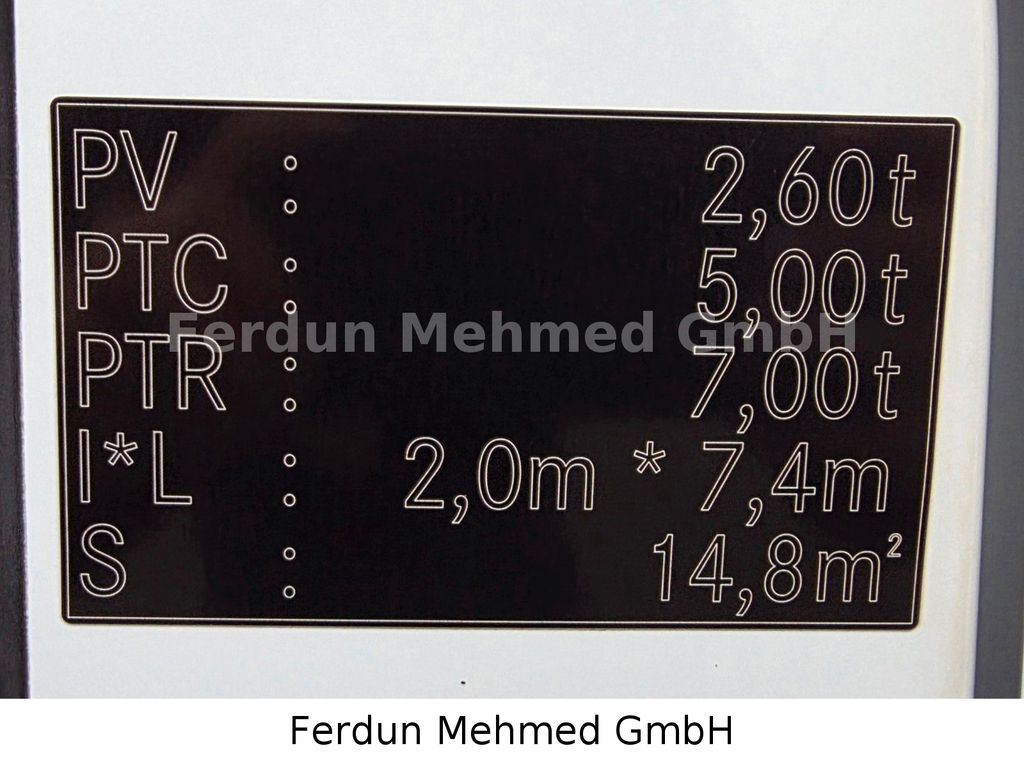 PV : 2,60t
PTC : 5,00t
Ferdun Mehmed GmbH
PTR : 7,00t
I*L : 2,0m * 7,4m
S : 14,8m²
Ferdun Mehmed GmbH